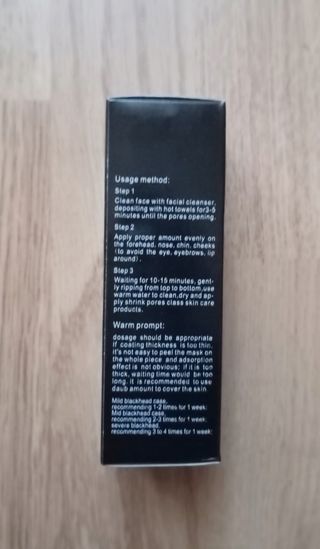 Usage method:
Step 1
Clean face with facial cleanser,
depositing with hot towels for3-5
minutes until the pores opening.
Step 2
Apply proper amount evenly on
the forehead, nose, chin, cheeks
(to avoid the eye, eyebrows, lip
around).
Step 3
Waiting for 10-15 minutes, gent-
ly ripping from top to bottom, use
warm water to clean,dry and ap-
ply shrink pores class skin care
products.
Warm prompt:
dosage should be appropriate
if coating thickness is too thin,
it's not easy to peel the mask on
the whole piece and adsorption
effect is not obvious; if it is too
thick, waiting time would be too
long, it is recommended to use
daub amount to cover the skin
Mild blackhead case,
recommending 1-2 times for 1 week;
Mid blackhead case,
recommending 2-3 times for 1 week;
severe blackhead,
recommending 3 to 4 times for 1 week;